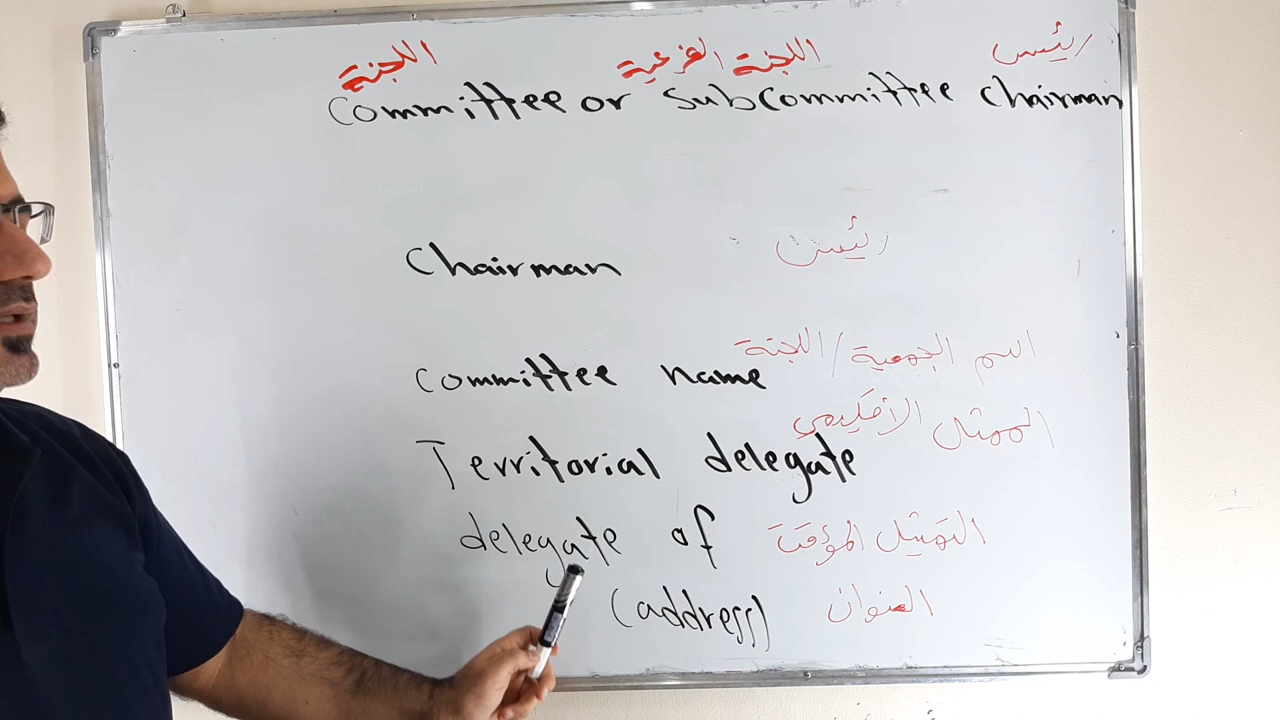 اللجنة اللجنة الفرعية رئيس
Committee or Subcommittee chairman
Chairman رئيس
Committee name اسم الجمعية / اللجنة
Territorial delegate الممثل الأقليمي
delegate of التمثيل المؤقت
(address) العنوان